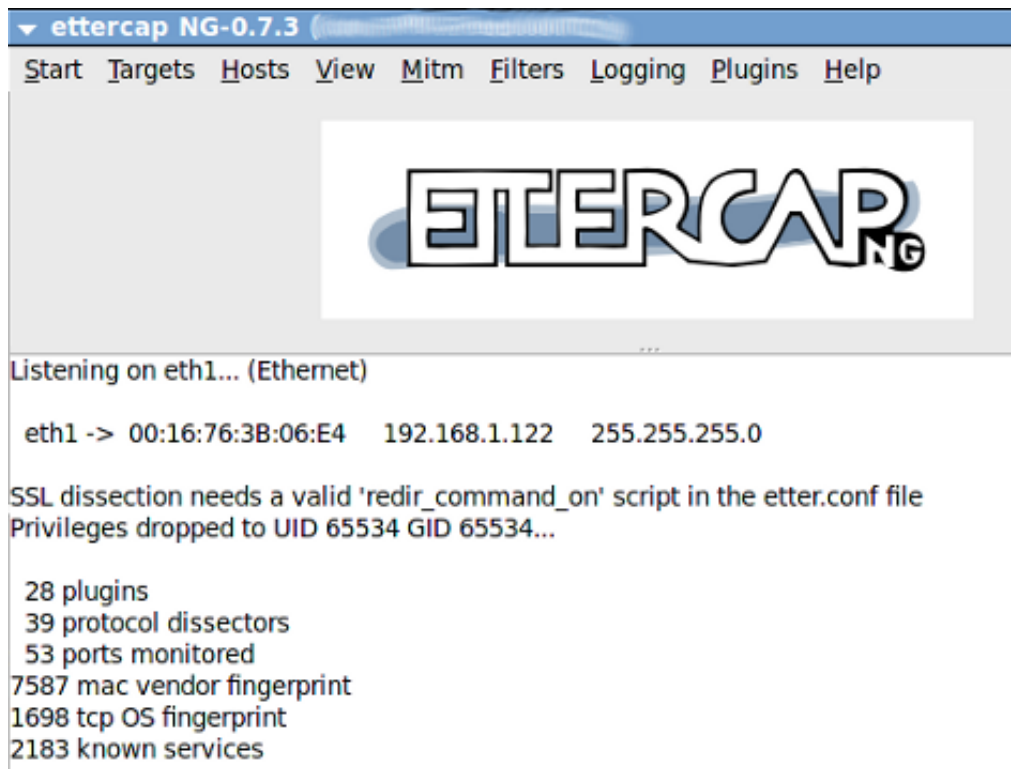 ettercap NG-0.7.3 (
Start Targets Hosts View Mitm Filters Logging Plugins Help
ETTERCAP
NG
Listening on eth1... (Ethernet)
eth1 -> 00:16:76:3B:06:E4 192.168.1.122 255.255.255.0
SSL dissection needs a valid 'redir_command_on' script in the etter.conf file
Privileges dropped to UID 65534 GID 65534...
28 plugins
39 protocol dissectors
53 ports monitored
7587 mac vendor fingerprint
1698 tcp OS fingerprint
2183 known services